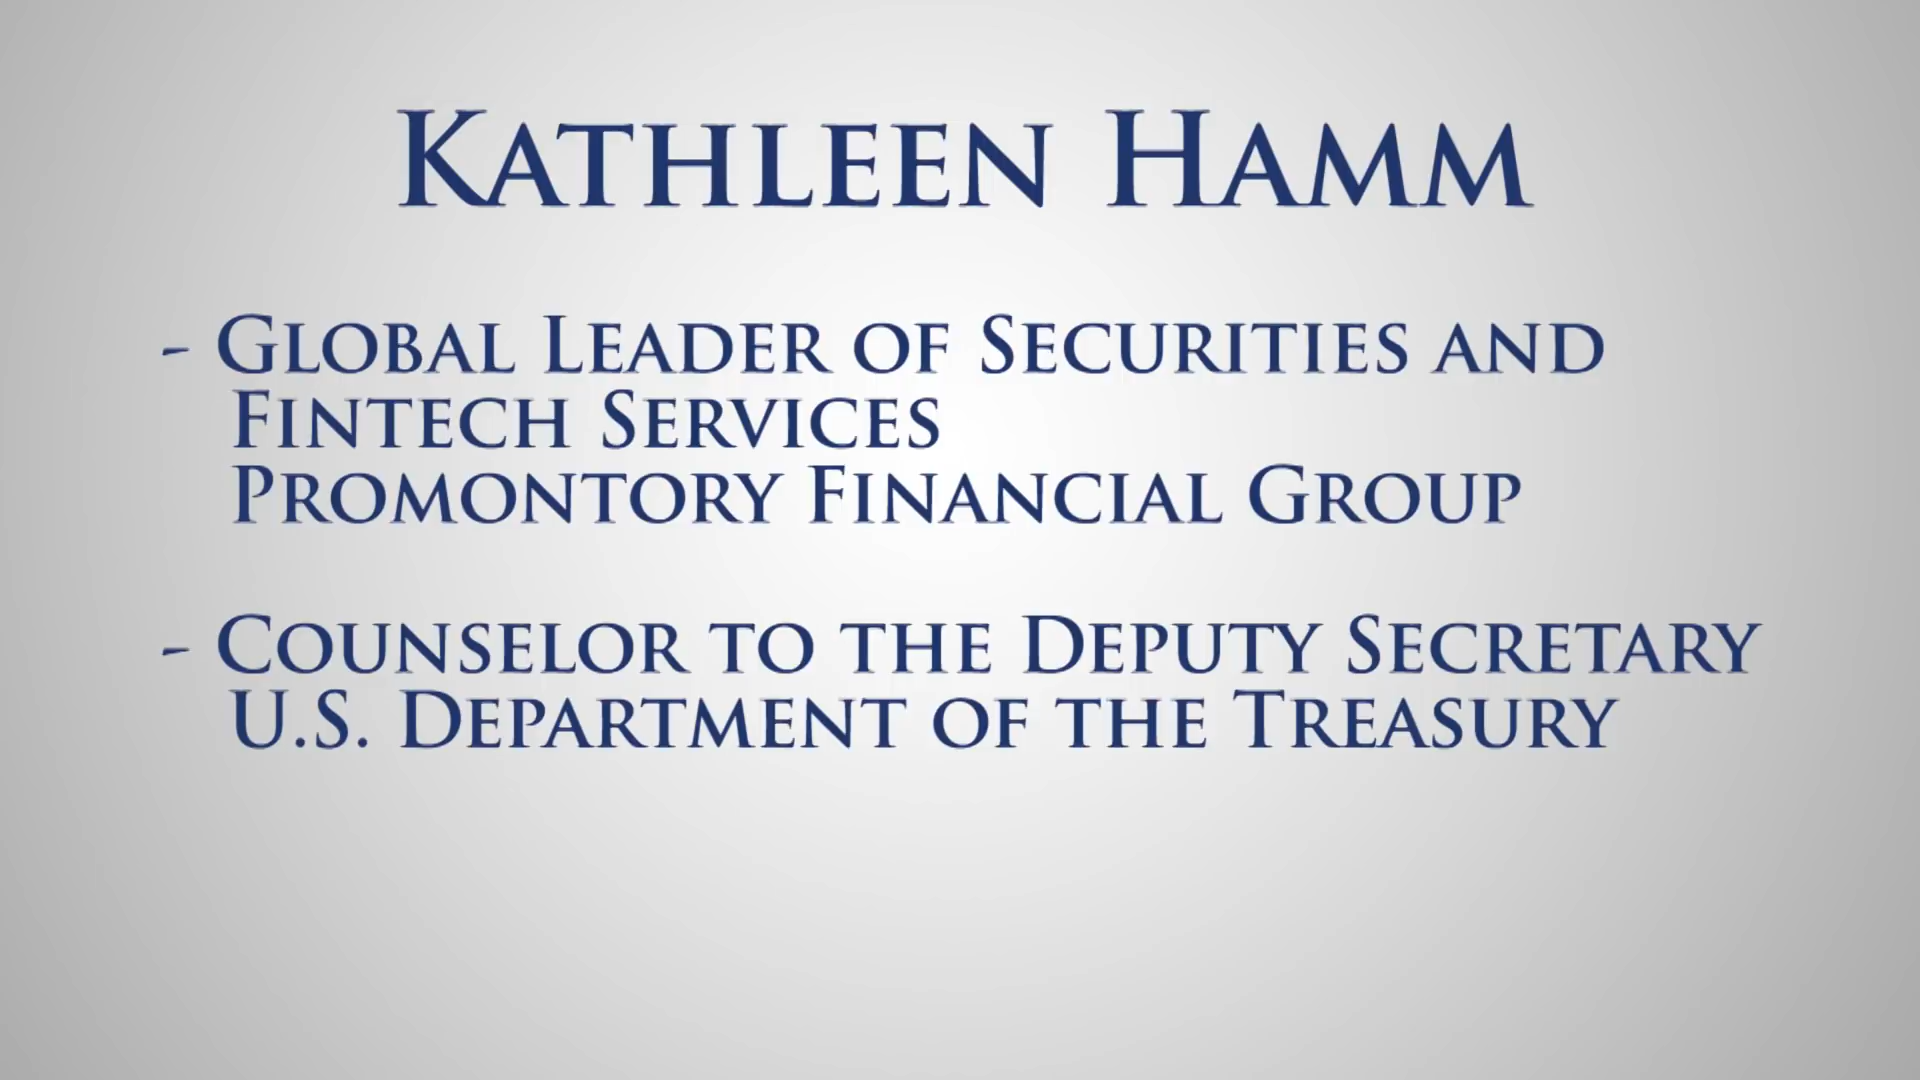 Kathleen Hamm
- Global Leader of Securities and
Fintech Services
Promontory Financial Group
- Counselor to the Deputy Secretary
U.S. Department of the Treasury